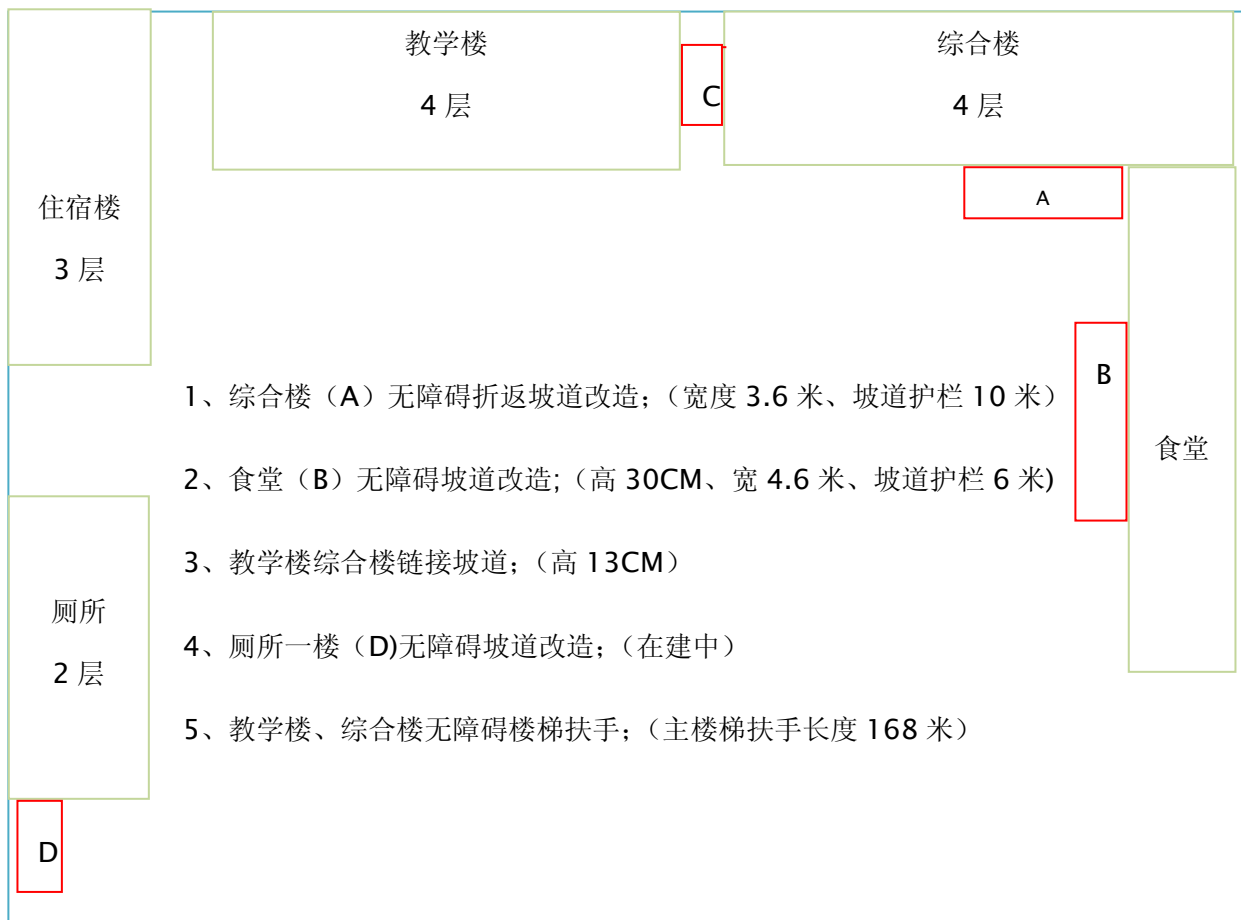 教学楼
4 层
C
综合楼
4 层
A
住宿楼
3 层
B
食堂
1、综合楼（A）无障碍折返坡道改造；（宽度 3.6 米、坡道护栏 10 米）
2、食堂（B）无障碍坡道改造;（高 30CM、宽 4.6 米、坡道护栏 6 米)
3、教学楼综合楼链接坡道；（高 13CM）
4、厕所一楼（D)无障碍坡道改造；（在建中）
5、教学楼、综合楼无障碍楼梯扶手；（主楼梯扶手长度 168 米）
厕所
2 层
D